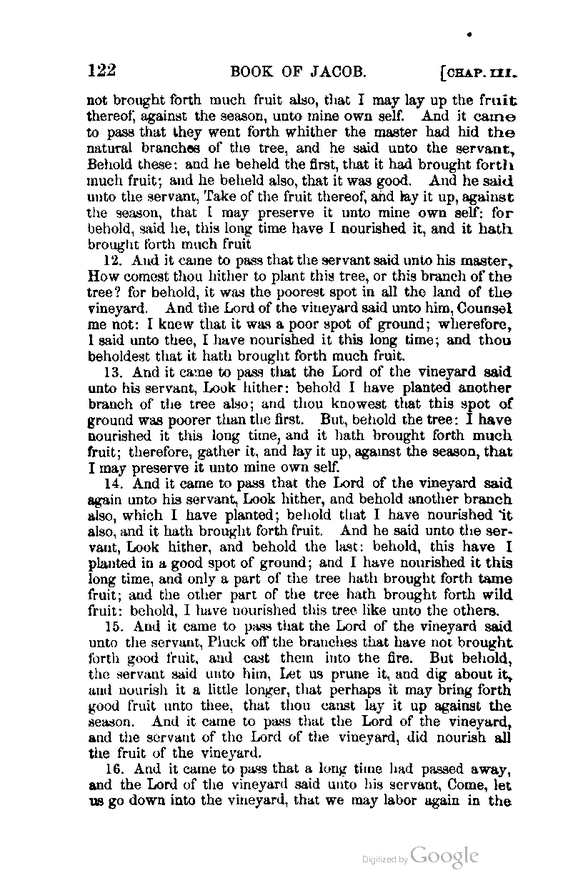 122 BOOK OF JACOB. [CHAP. III.
not brought forth much fruit also, that I may lay up the fruit
thereof, against the season, unto mine own self. And it came
to pass that they went forth whither the master had hid the
natural branches of the tree, and he said unto the servant,
Behold these: and he beheld the first, that it had brought forth
much fruit; and he beheld also, that it was good. And he said
unto the servant, Take of the fruit thereof, and lay it up, against
the season, that I may preserve it unto mine own self: for
behold, said he, this long time have I nourished it, and it hath
brought forth much fruit
12. And it came to pass that the servant said unto his master,
How comest thou hither to plant this tree, or this branch of the
tree? for behold, it was the poorest spot in all the land of the
vineyard. And the Lord of the vineyard said unto him, Counsel
me not: I knew that it was a poor spot of ground; wherefore,
I said unto thee, I have nourished it this long time; and thou
beholdest that it hath brought forth much fruit.
13. And it came to pass that the Lord of the vineyard said
unto his servant, Look hither: behold I have planted another
branch of the tree also; and thou knowest that this spot of
ground was poorer than the first. But, behold the tree: I have
nourished it this long time, and it hath brought forth much
fruit; therefore, gather it, and lay it up, against the season, that
I may preserve it unto mine own self.
14. And it came to pass that the Lord of the vineyard said
again unto his servant, Look hither, and behold another branch
also, which I have planted; behold that I have nourished it
also, and it hath brought forth fruit. And he said unto the ser-
vant, Look hither, and behold the last: behold, this have I
planted in a good spot of ground; and I have nourished it this
long time, and only a part of the tree hath brought forth tame
fruit; and the other part of the tree hath brought forth wild
fruit: behold, I have nourished this tree like unto the others.
15. And it came to pass that the Lord of the vineyard said
unto the servant, Pluck off the branches that have not brought
forth good fruit, and cast them into the fire. But behold,
the servant said unto him, Let us prune it, and dig about it,
and nourish it a little longer, that perhaps it may bring forth
good fruit unto thee, that thou canst lay it up against the
season. And it came to pass that the Lord of the vineyard,
and the servant of the Lord of the vineyard, did nourish all
the fruit of the vineyard.
16. And it came to pass that a long time had passed away,
and the Lord of the vineyard said unto his servant, Come, let
us go down into the vineyard, that we may labor again in the
Digitized by Google